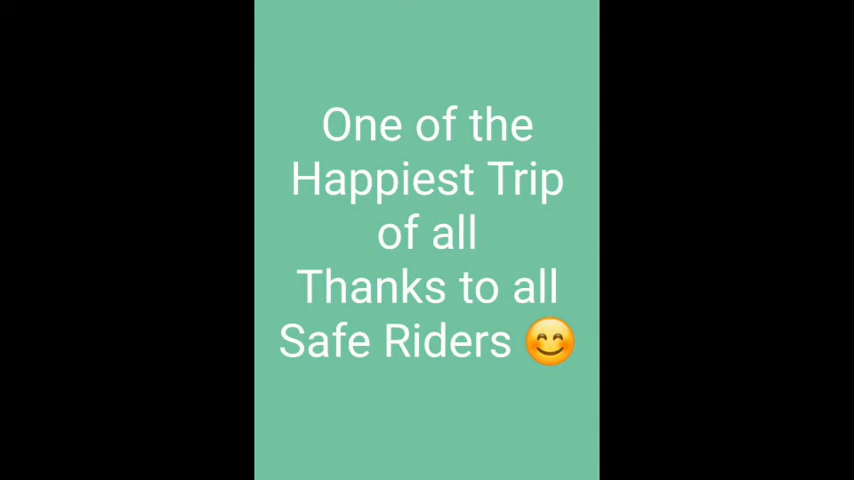 One of the
Happiest Trip
of all
Thanks to all
Safe Riders 😊